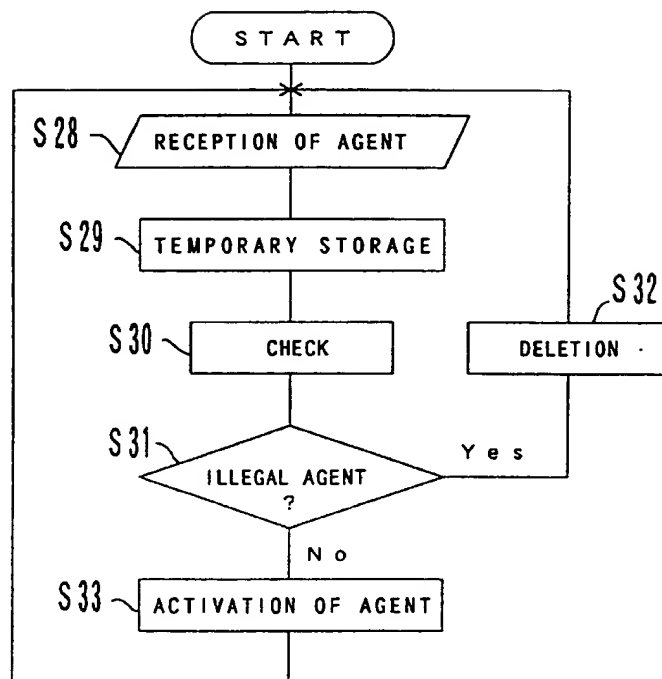 START
S28
RECEPTION OF AGENT
S29
TEMPORARY STORAGE
S30
CHECK
S32
DELETION
S31
ILLEGAL AGENT
?
Yes
No
S33
ACTIVATION OF AGENT